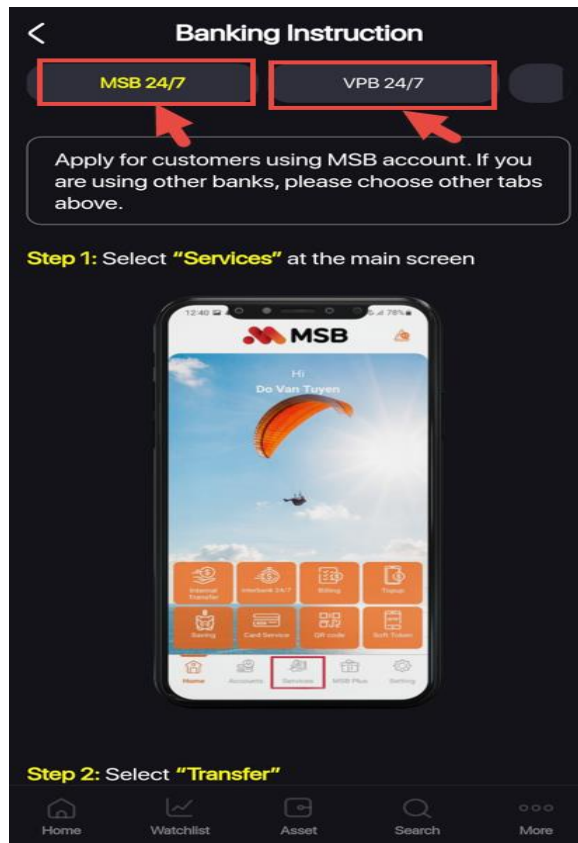 Banking Instruction
MSB 24/7
VPB 24/7
Apply for customers using MSB account. If you
are using other banks, please choose other tabs
above.
Step 1: Select "Services" at the main screen
12:40
78%
MSB
Hi
Do Van Tuyen
Internal Transfer
Interbank 24/7
Billing
Topup
Saving
Card Service
QR code
Soft Token
Home
Accounts
Services
MSB Plus
Setting
Step 2: Select "Transfer"
Home
Watchlist
Asset
Search
More